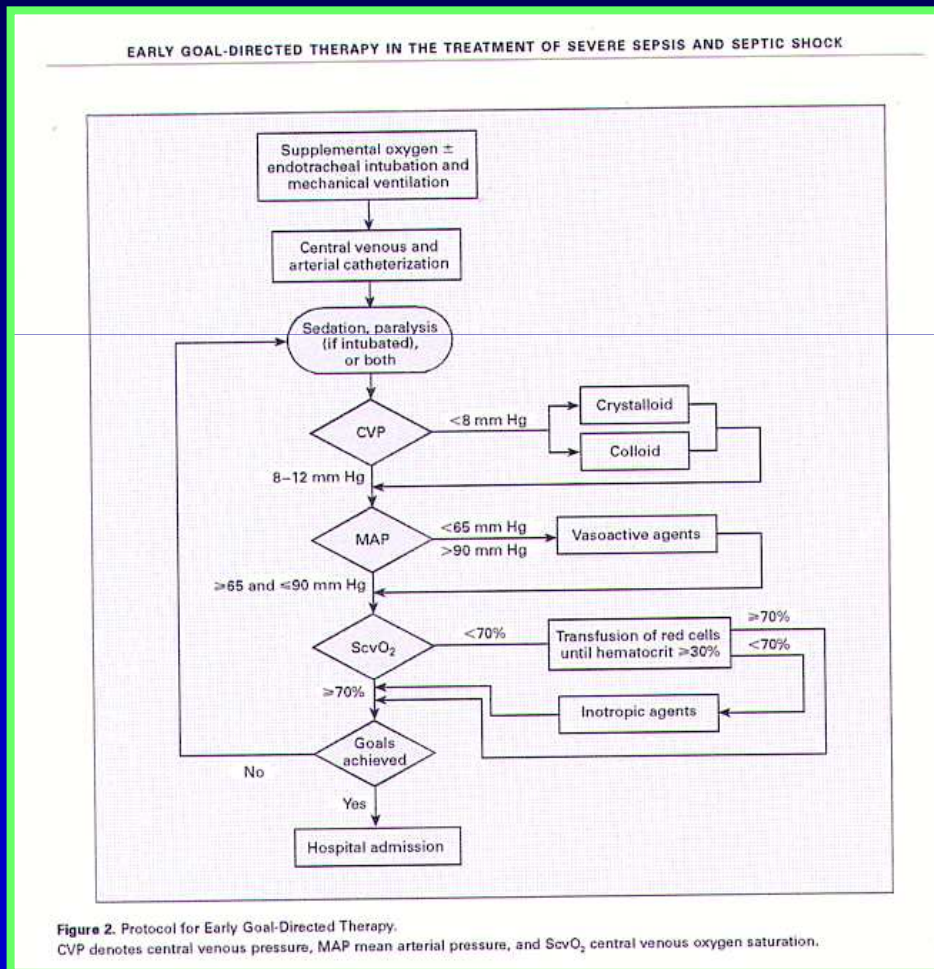 EARLY GOAL-DIRECTED THERAPY IN THE TREATMENT OF SEVERE SEPSIS AND SEPTIC SHOCK
Supplemental oxygen ±
endotracheal intubation and
mechanical ventilation
Central venous and
arterial catheterization
Sedation, paralysis
(if intubated),
or both
CVP
<8 mm Hg
Crystalloid
Colloid
8–12 mm Hg
MAP
<65 mm Hg
>90 mm Hg
Vasoactive agents
≥65 and ≤90 mm Hg
ScvO₂
<70%
Transfusion of red cells
until hematocrit ≥30%
≥70%
<70%
≥70%
Inotropic agents
Goals
achieved
No
Yes
Hospital admission
Figure 2. Protocol for Early Goal-Directed Therapy.
CVP denotes central venous pressure, MAP mean arterial pressure, and ScvO₂ central venous oxygen saturation.